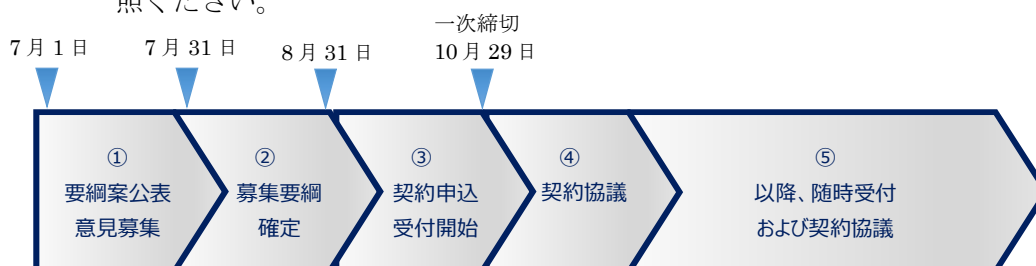 照ください。
一次締切
7月1日 7月31日 8月31日 10月29日
① ② ③ ④ ⑤
要綱案公表 募集要綱 契約申込 契約協議 以降、随時受付
意見募集 確定 受付開始 および契約協議